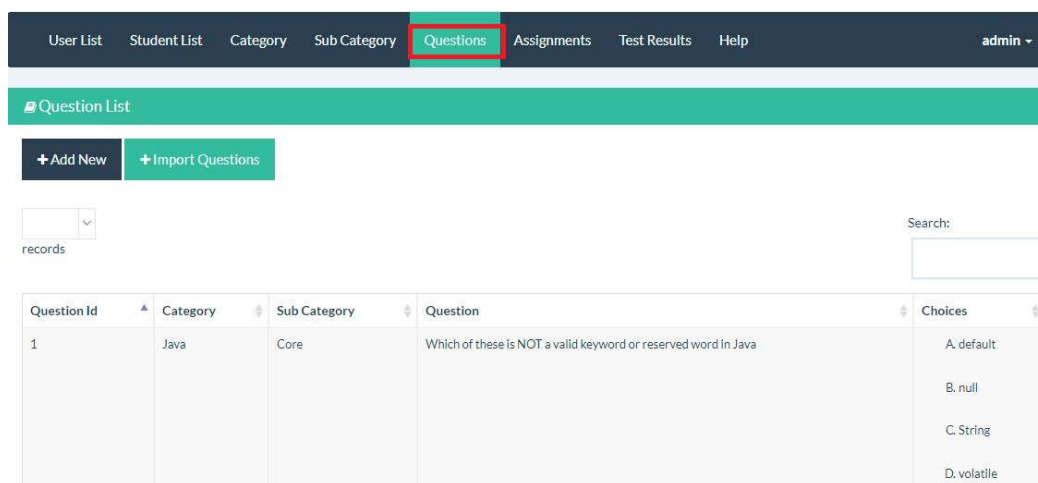 User List Student List Category Sub Category Questions Assignments Test Results Help admin
Question List
+ Add New + Import Questions
Search:
records
Question Id Category Sub Category Question Choices
1 Java Core Which of these is NOT a valid keyword or reserved word in Java A. default
B. null
C. String
D. volatile